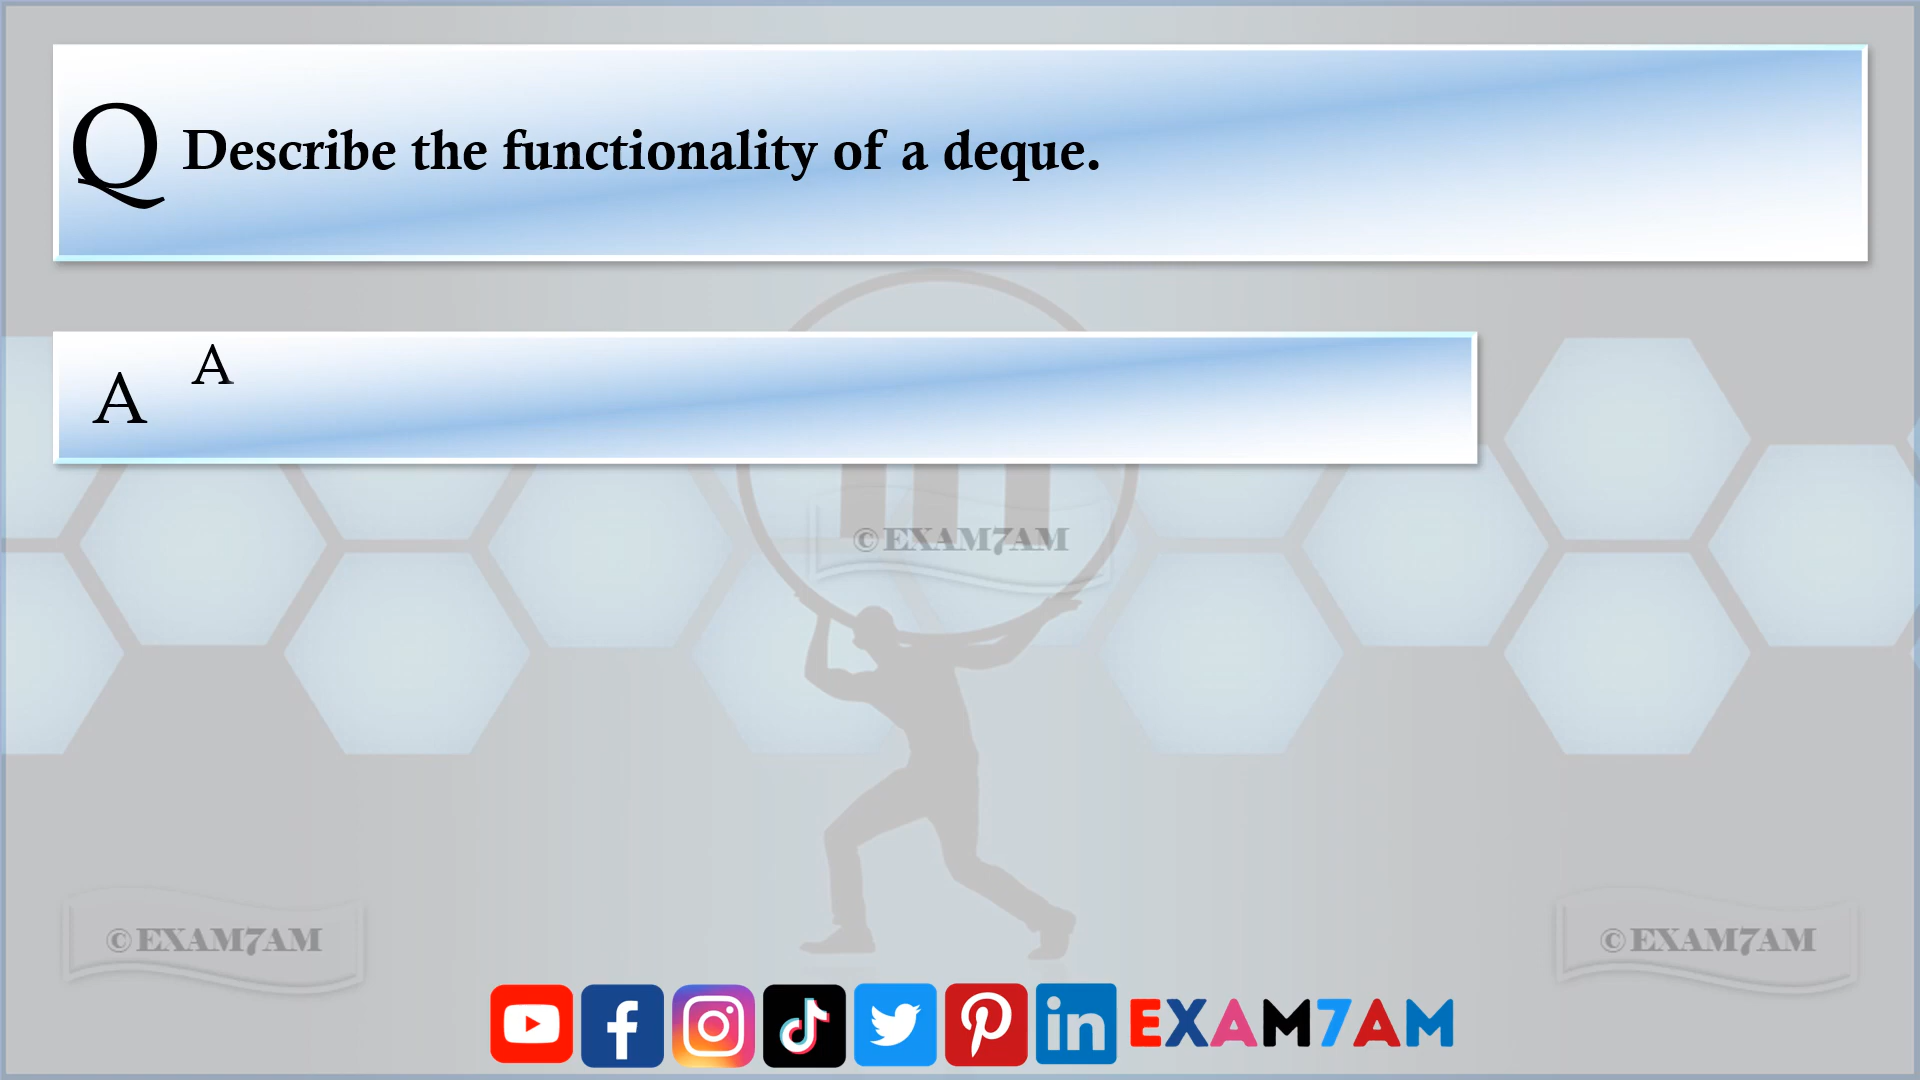 Q Describe the functionality of a deque.
A A
©EXAM7AM
©EXAM7AM
©EXAM7AM
EXAM7AM